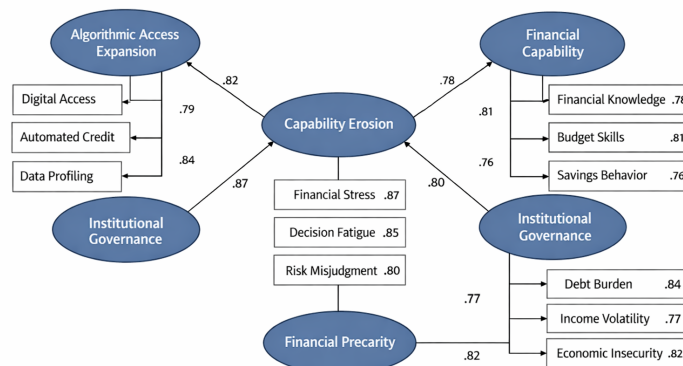 Algorithmic Access
Expansion
Financial
Capability
.82
.78
Digital Access
.79
Capability Erosion
.81
Financial Knowledge .78
Automated Credit
Budget Skills .81
.84
.76
Data Profiling
.87
.80
Savings Behavior .76
Financial Stress .87
Institutional
Governance
Decision Fatigue .85
Institutional
Governance
Risk Misjudgment .80
Debt Burden .84
.77
Income Volatility .77
Financial Precarity
.82
Economic Insecurity .82